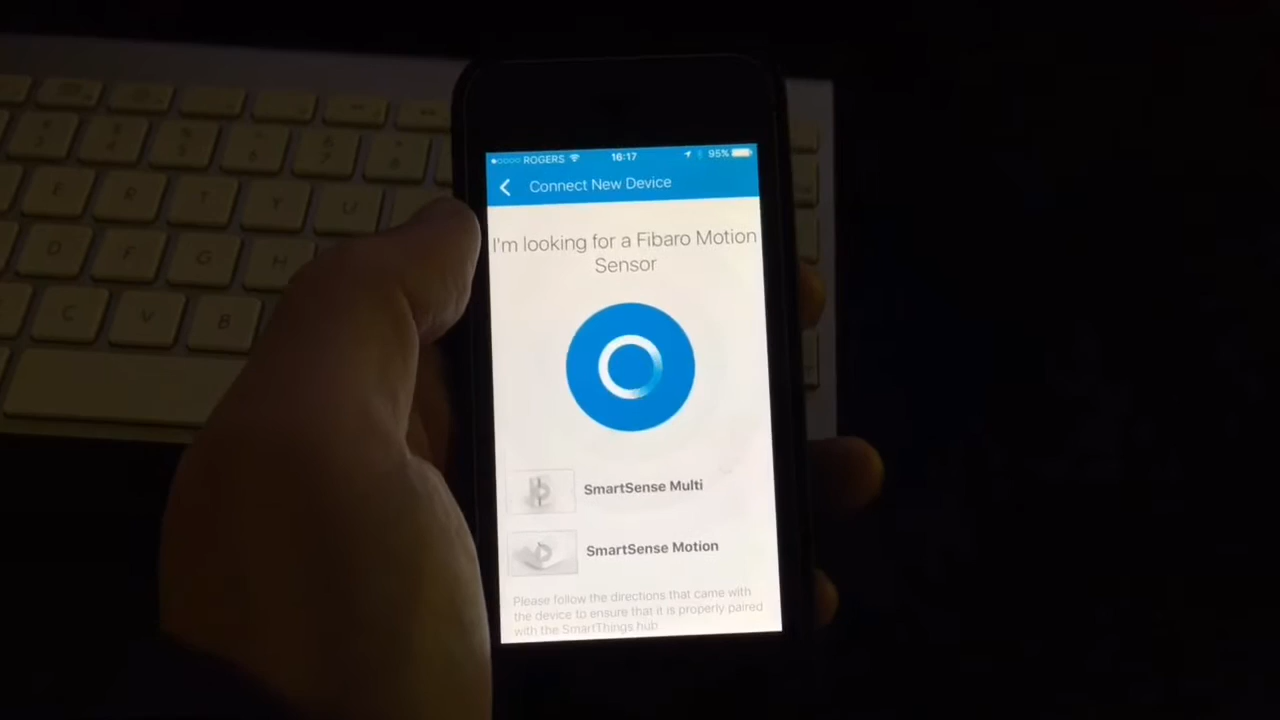 ROGERS 16:17 95%
Connect New Device
I'm looking for a Fibaro Motion
Sensor
SmartSense Multi
SmartSense Motion
Please follow the directions that came with
the device to ensure that it is properly paired
with the SmartThings hub
R T Y U
D F G H
C V B